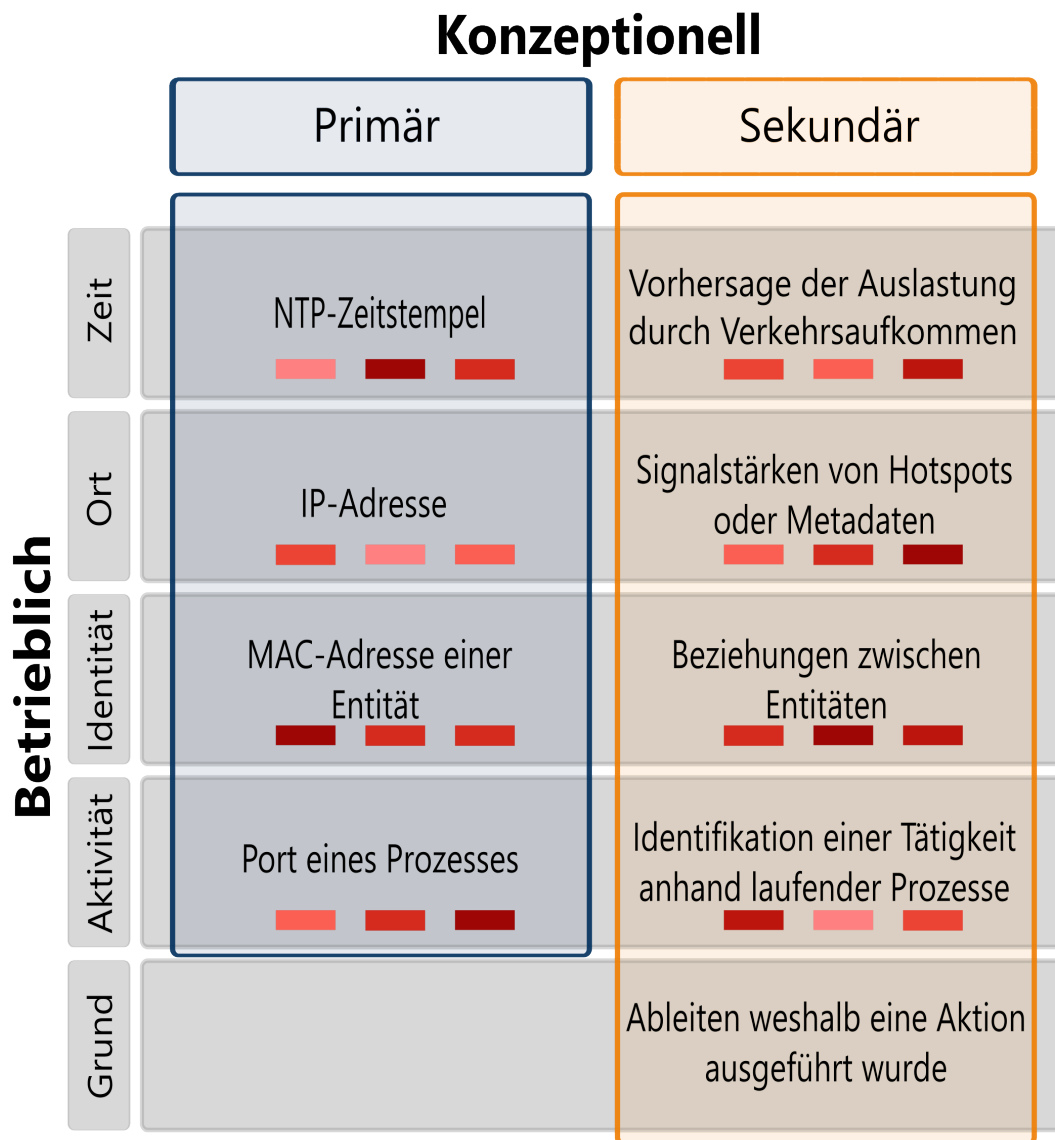 Konzeptionell
Primär
Sekundär
Betrieblich
Zeit
NTP-Zeitstempel
Vorhersage der Auslastung
durch Verkehrsaufkommen
Ort
IP-Adresse
Signalstärken von Hotspots
oder Metadaten
Identität
MAC-Adresse einer
Entität
Beziehungen zwischen
Entitäten
Aktivität
Port eines Prozesses
Identifikation einer Tätigkeit
anhand laufender Prozesse
Grund
Ableiten weshalb eine Aktion
ausgeführt wurde